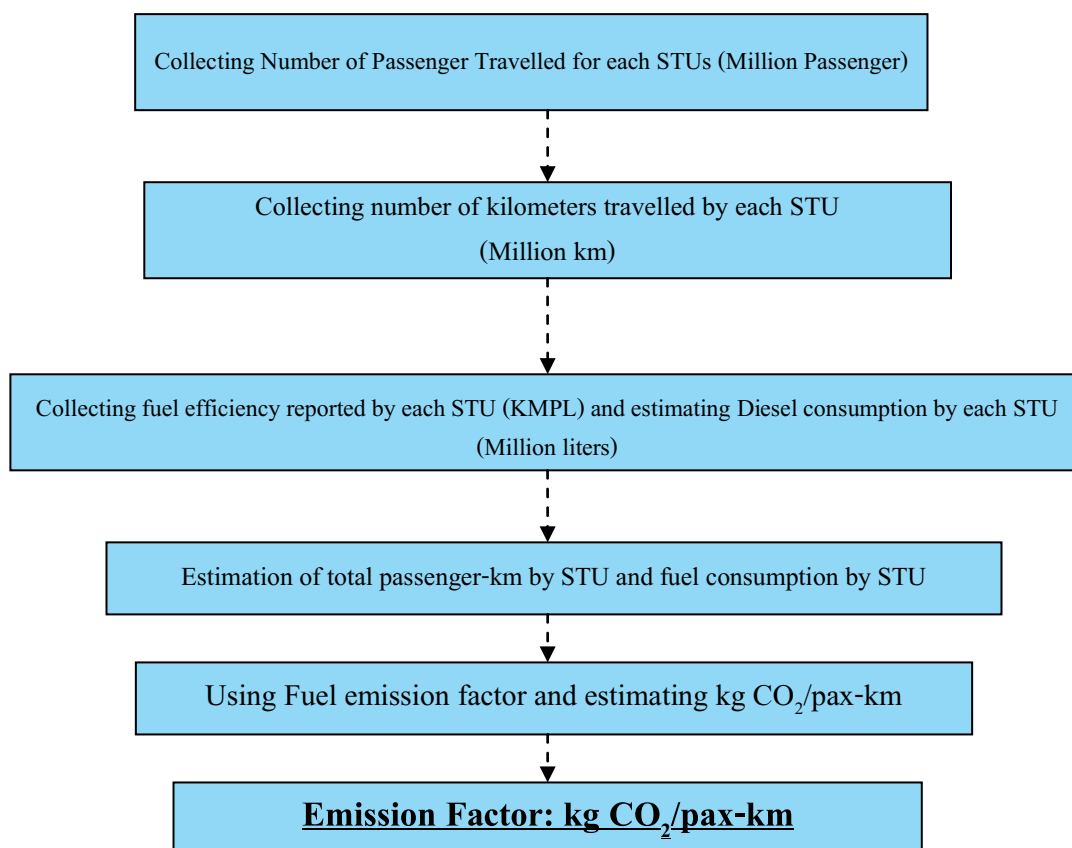 Collecting Number of Passenger Travelled for each STUs (Million Passenger)
Collecting number of kilometers travelled by each STU
(Million km)
Collecting fuel efficiency reported by each STU (KMPL) and estimating Diesel consumption by each STU
(Million liters)
Estimation of total passenger-km by STU and fuel consumption by STU
Using Fuel emission factor and estimating kg CO₂/pax-km
Emission Factor: kg CO₂/pax-km